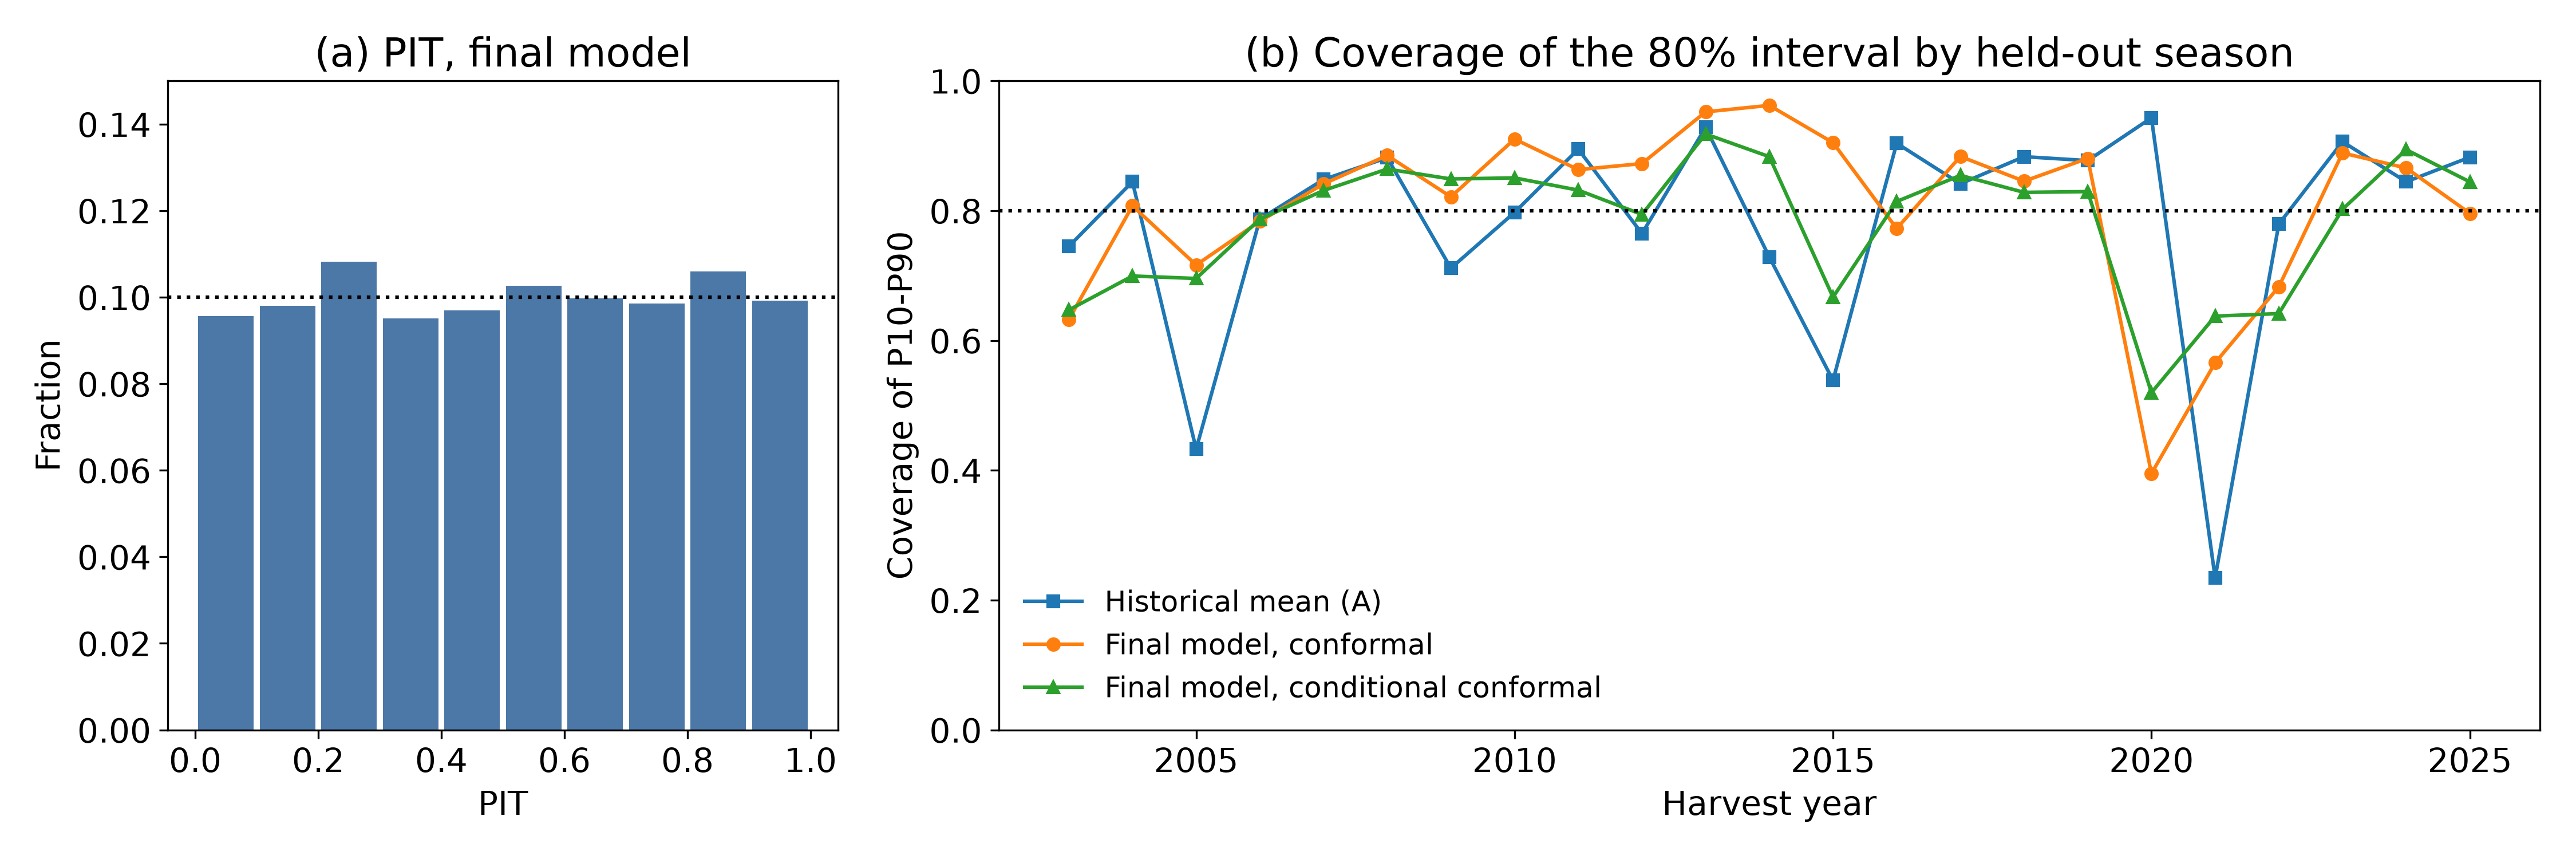 (a) PIT, final model
Fraction
0.14
0.12
0.10
0.08
0.06
0.04
0.02
0.00
0.0 0.2 0.4 0.6 0.8 1.0
PIT
(b) Coverage of the 80% interval by held-out season
Coverage of P10-P90
1.0
0.8
0.6
0.4
0.2
0.0
Historical mean (A)
Final model, conformal
Final model, conditional conformal
2005 2010 2015 2020 2025
Harvest year